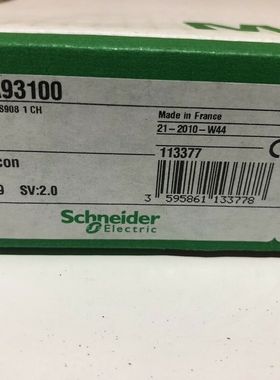 93100
S908 1 CH
Made in France
21-2010-W44
con
113377
9 SV:2.0
Schneider
Electric
3 595861 133778